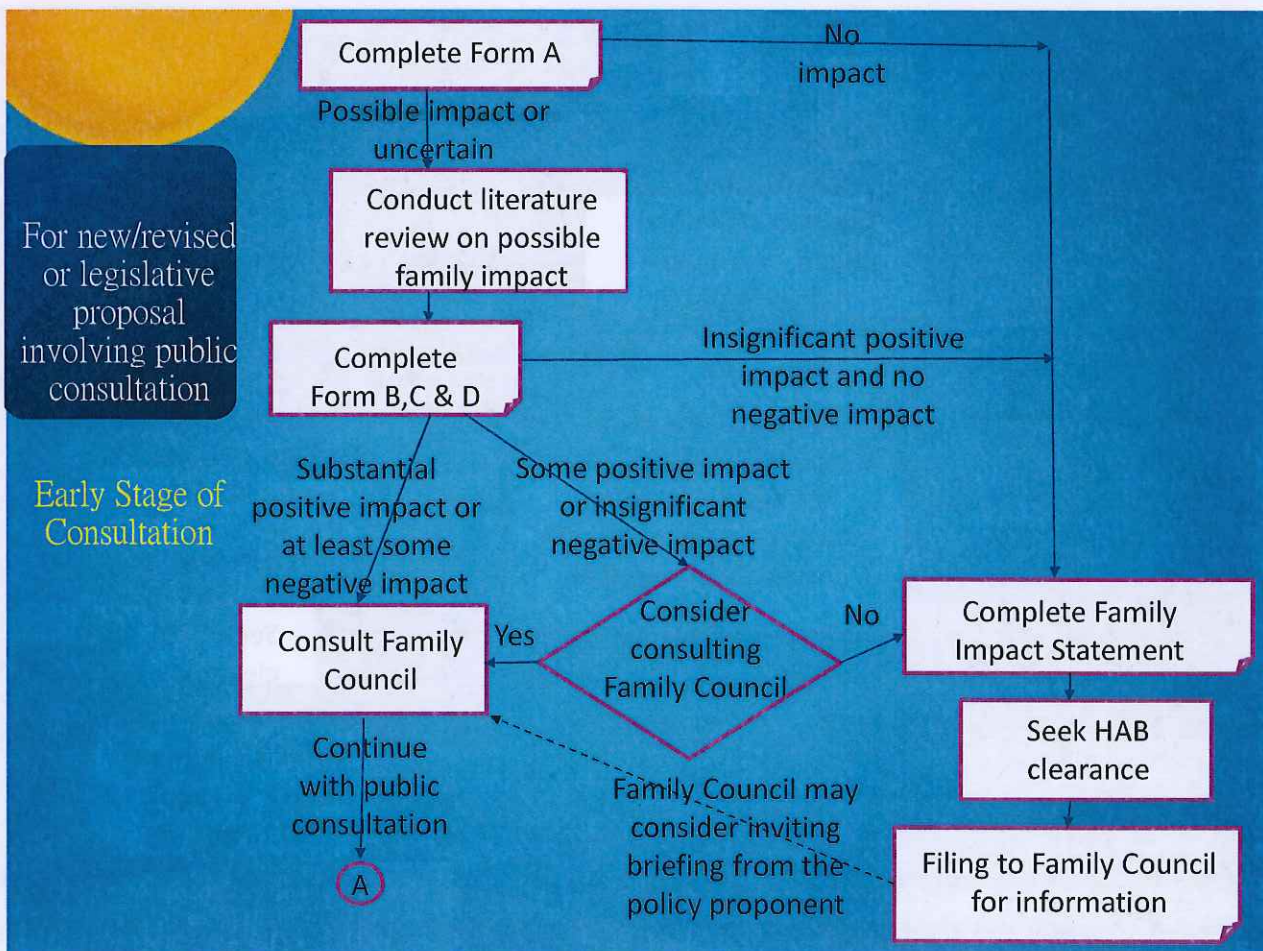 Complete Form A
No
impact
Possible impact or
uncertain
Conduct literature
review on possible
family impact
For new/revised
or legislative
proposal
involving public
consultation
Complete
Form B,C & D
Insignificant positive
impact and no
negative impact
Early Stage of
Consultation
Substantial
positive impact or
at least some
negative impact
Some positive impact
or insignificant
negative impact
Consult Family
Council
Yes
Consider
consulting
Family Council
No
Complete Family
Impact Statement
Seek HAB
clearance
Continue
with public
consultation
Family Council may
consider inviting
briefing from the
policy proponent
Filing to Family Council
for information
A